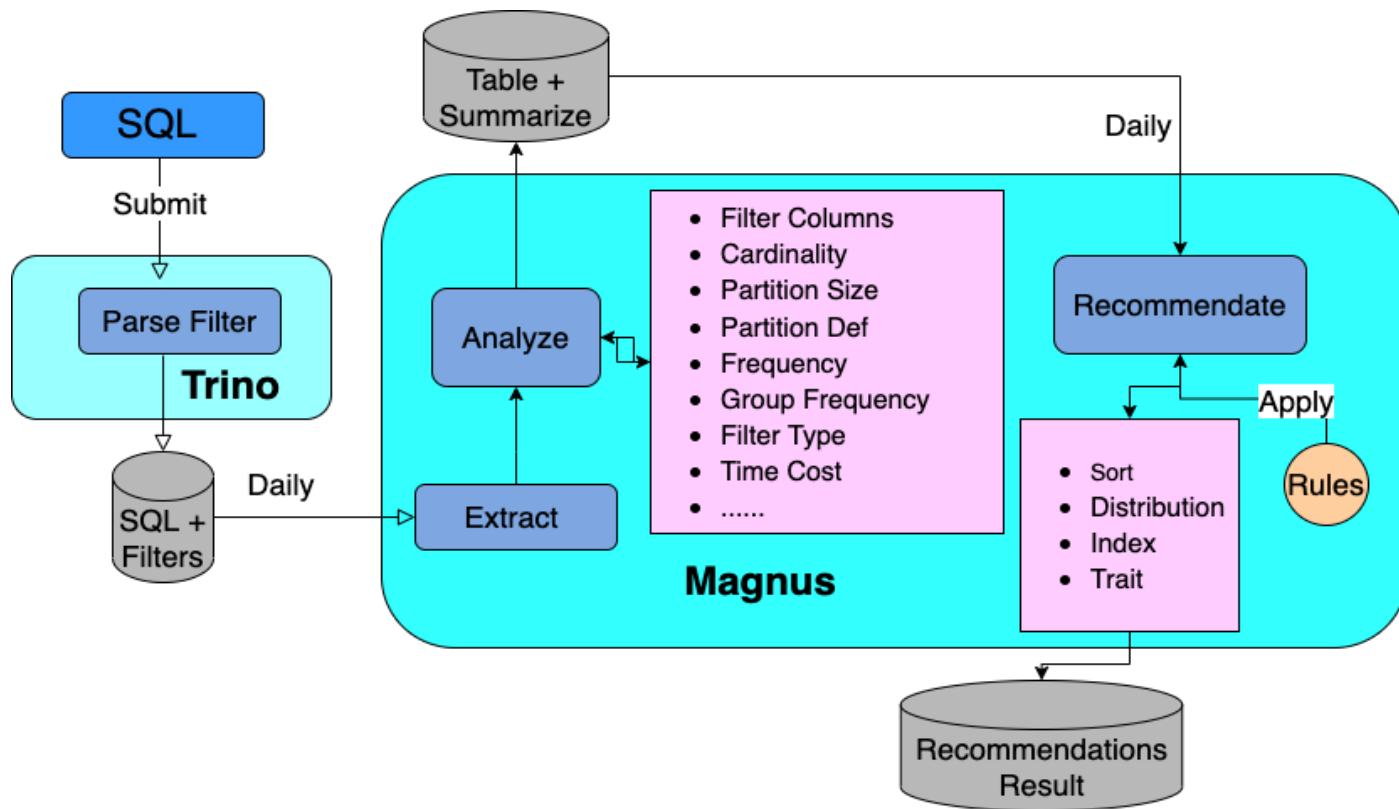 SQL
Submit
Parse Filter
Trino
SQL +
Filters
Daily
Table +
Summarize
Daily
Extract
Analyze
• Filter Columns
• Cardinality
• Partition Size
• Partition Def
• Frequency
• Group Frequency
• Filter Type
• Time Cost
• ......
Magnus
Recommendate
Apply
Rules
• Sort
• Distribution
• Index
• Trait
Recommendations
Result